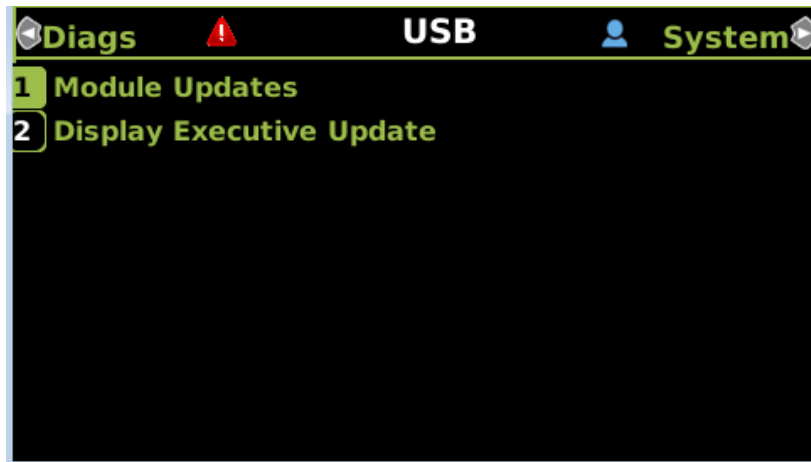 Diags ! USB System
1 Module Updates
2 Display Executive Update